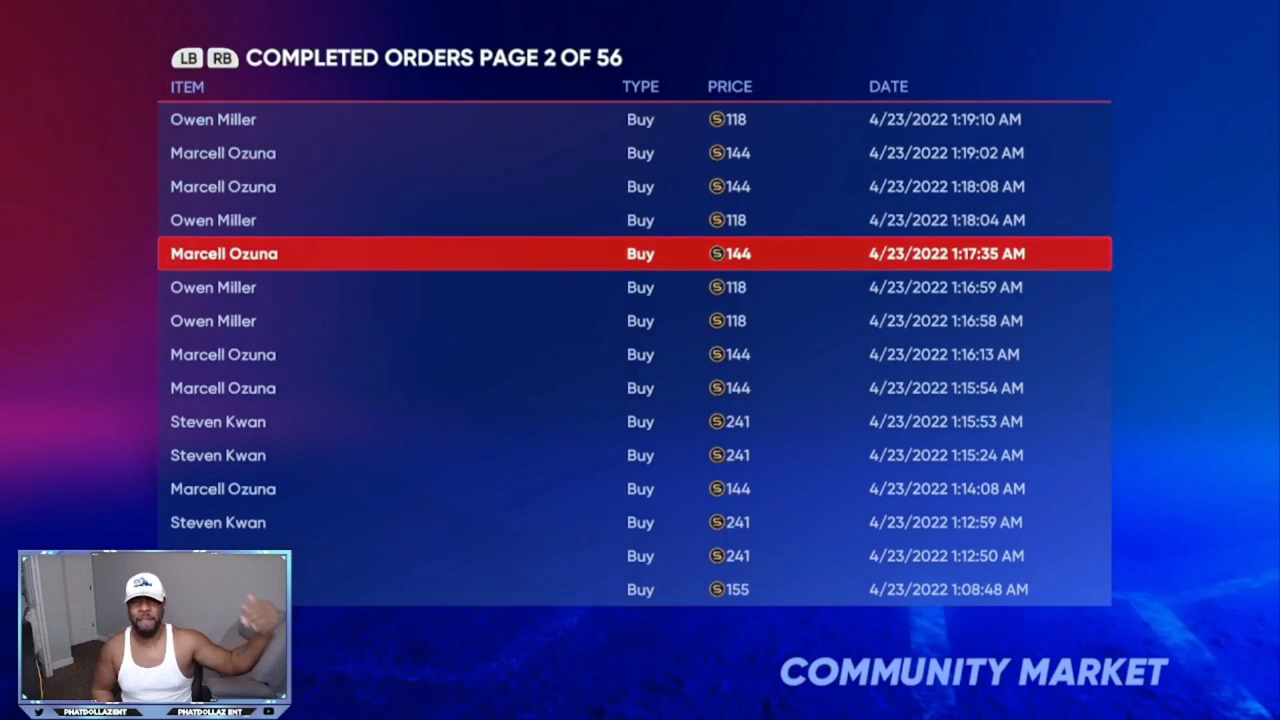 LB RB COMPLETED ORDERS PAGE 2 OF 56
ITEM TYPE PRICE DATE
Owen Miller Buy S 118 4/23/2022 1:19:10 AM
Marcell Ozuna Buy S 144 4/23/2022 1:19:02 AM
Marcell Ozuna Buy S 144 4/23/2022 1:18:08 AM
Owen Miller Buy S 118 4/23/2022 1:18:04 AM
Marcell Ozuna Buy S 144 4/23/2022 1:17:35 AM
Owen Miller Buy S 118 4/23/2022 1:16:59 AM
Owen Miller Buy S 118 4/23/2022 1:16:58 AM
Marcell Ozuna Buy S 144 4/23/2022 1:16:13 AM
Marcell Ozuna Buy S 144 4/23/2022 1:15:54 AM
Steven Kwan Buy S 241 4/23/2022 1:15:53 AM
Steven Kwan Buy S 241 4/23/2022 1:15:24 AM
Marcell Ozuna Buy S 144 4/23/2022 1:14:08 AM
Steven Kwan Buy S 241 4/23/2022 1:12:59 AM
Buy S 241 4/23/2022 1:12:50 AM
Buy S 155 4/23/2022 1:08:48 AM
COMMUNITY MARKET
PHATDOLLAZENT PHATDOLLAZ ENT